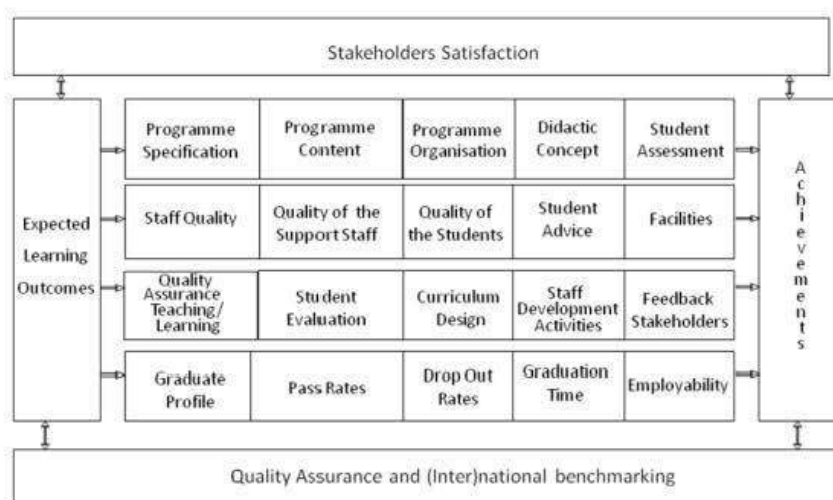 Stakeholders Satisfaction
Expected
Learning
Outcomes
Programme
Specification
Programme
Content
Programme
Organisation
Didactic
Concept
Student
Assessment
Staff Quality
Quality of the
Support Staff
Quality of
the Students
Student
Advice
Facilities
Quality
Assurance
Teaching/
Learning
Student
Evaluation
Curriculum
Design
Staff
Development
Activities
Feedback
Stakeholders
Graduate
Profile
Pass Rates
Drop Out
Rates
Graduation
Time
Employability
Achievements
Quality Assurance and (Inter)national benchmarking